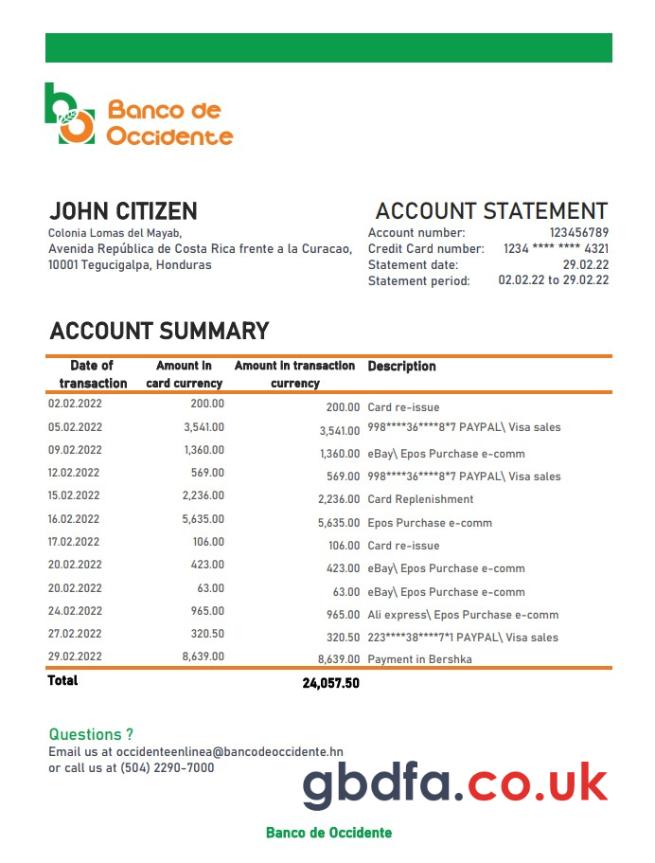 Banco de
Occidente
JOHN CITIZEN
Colonia Lomas del Mayab,
Avenida República de Costa Rica frente a la Curacao,
10001 Tegucigalpa, Honduras
ACCOUNT STATEMENT
Account number: 123456789
Credit Card number: 1234 **** **** 4321
Statement date: 29.02.22
Statement period: 02.02.22 to 29.02.22
ACCOUNT SUMMARY
Date of transaction Amount in card currency Amount in transaction currency Description
02.02.2022 200.00 200.00 Card re-issue
05.02.2022 3,541.00 3,541.00 998****36****8*7 PAYPAL\ Visa sales
09.02.2022 1,360.00 1,360.00 eBay\ Epos Purchase e-comm
12.02.2022 569.00 569.00 998****36****8*7 PAYPAL\ Visa sales
15.02.2022 2,236.00 2,236.00 Card Replenishment
16.02.2022 5,635.00 5,635.00 Epos Purchase e-comm
17.02.2022 106.00 106.00 Card re-issue
20.02.2022 423.00 423.00 eBay\ Epos Purchase e-comm
20.02.2022 63.00 63.00 eBay\ Epos Purchase e-comm
24.02.2022 965.00 965.00 Ali express\ Epos Purchase e-comm
27.02.2022 320.50 320.50 223****38****7*1 PAYPAL\ Visa sales
29.02.2022 8,639.00 8,639.00 Payment in Bershka
Total 24,057.50
Questions ?
Email us at occidenteenlinea@bancodeoccidente.hn
or call us at (504) 2290-7000
gbdfa.co.uk
Banco de Occidente